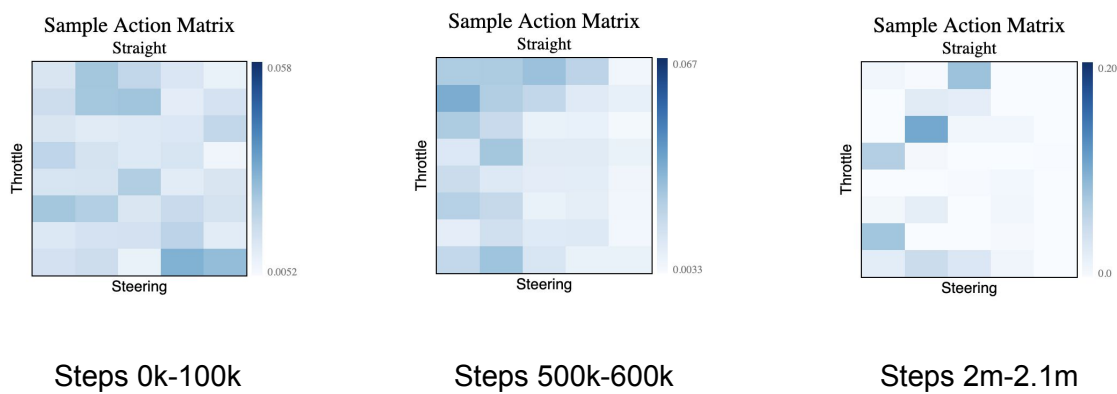 Sample Action Matrix
Straight
Throttle
0.058
0.0052
Steering
Steps 0k-100k
Sample Action Matrix
Straight
Throttle
0.067
0.0033
Steering
Steps 500k-600k
Sample Action Matrix
Straight
Throttle
0.20
0.0
Steering
Steps 2m-2.1m